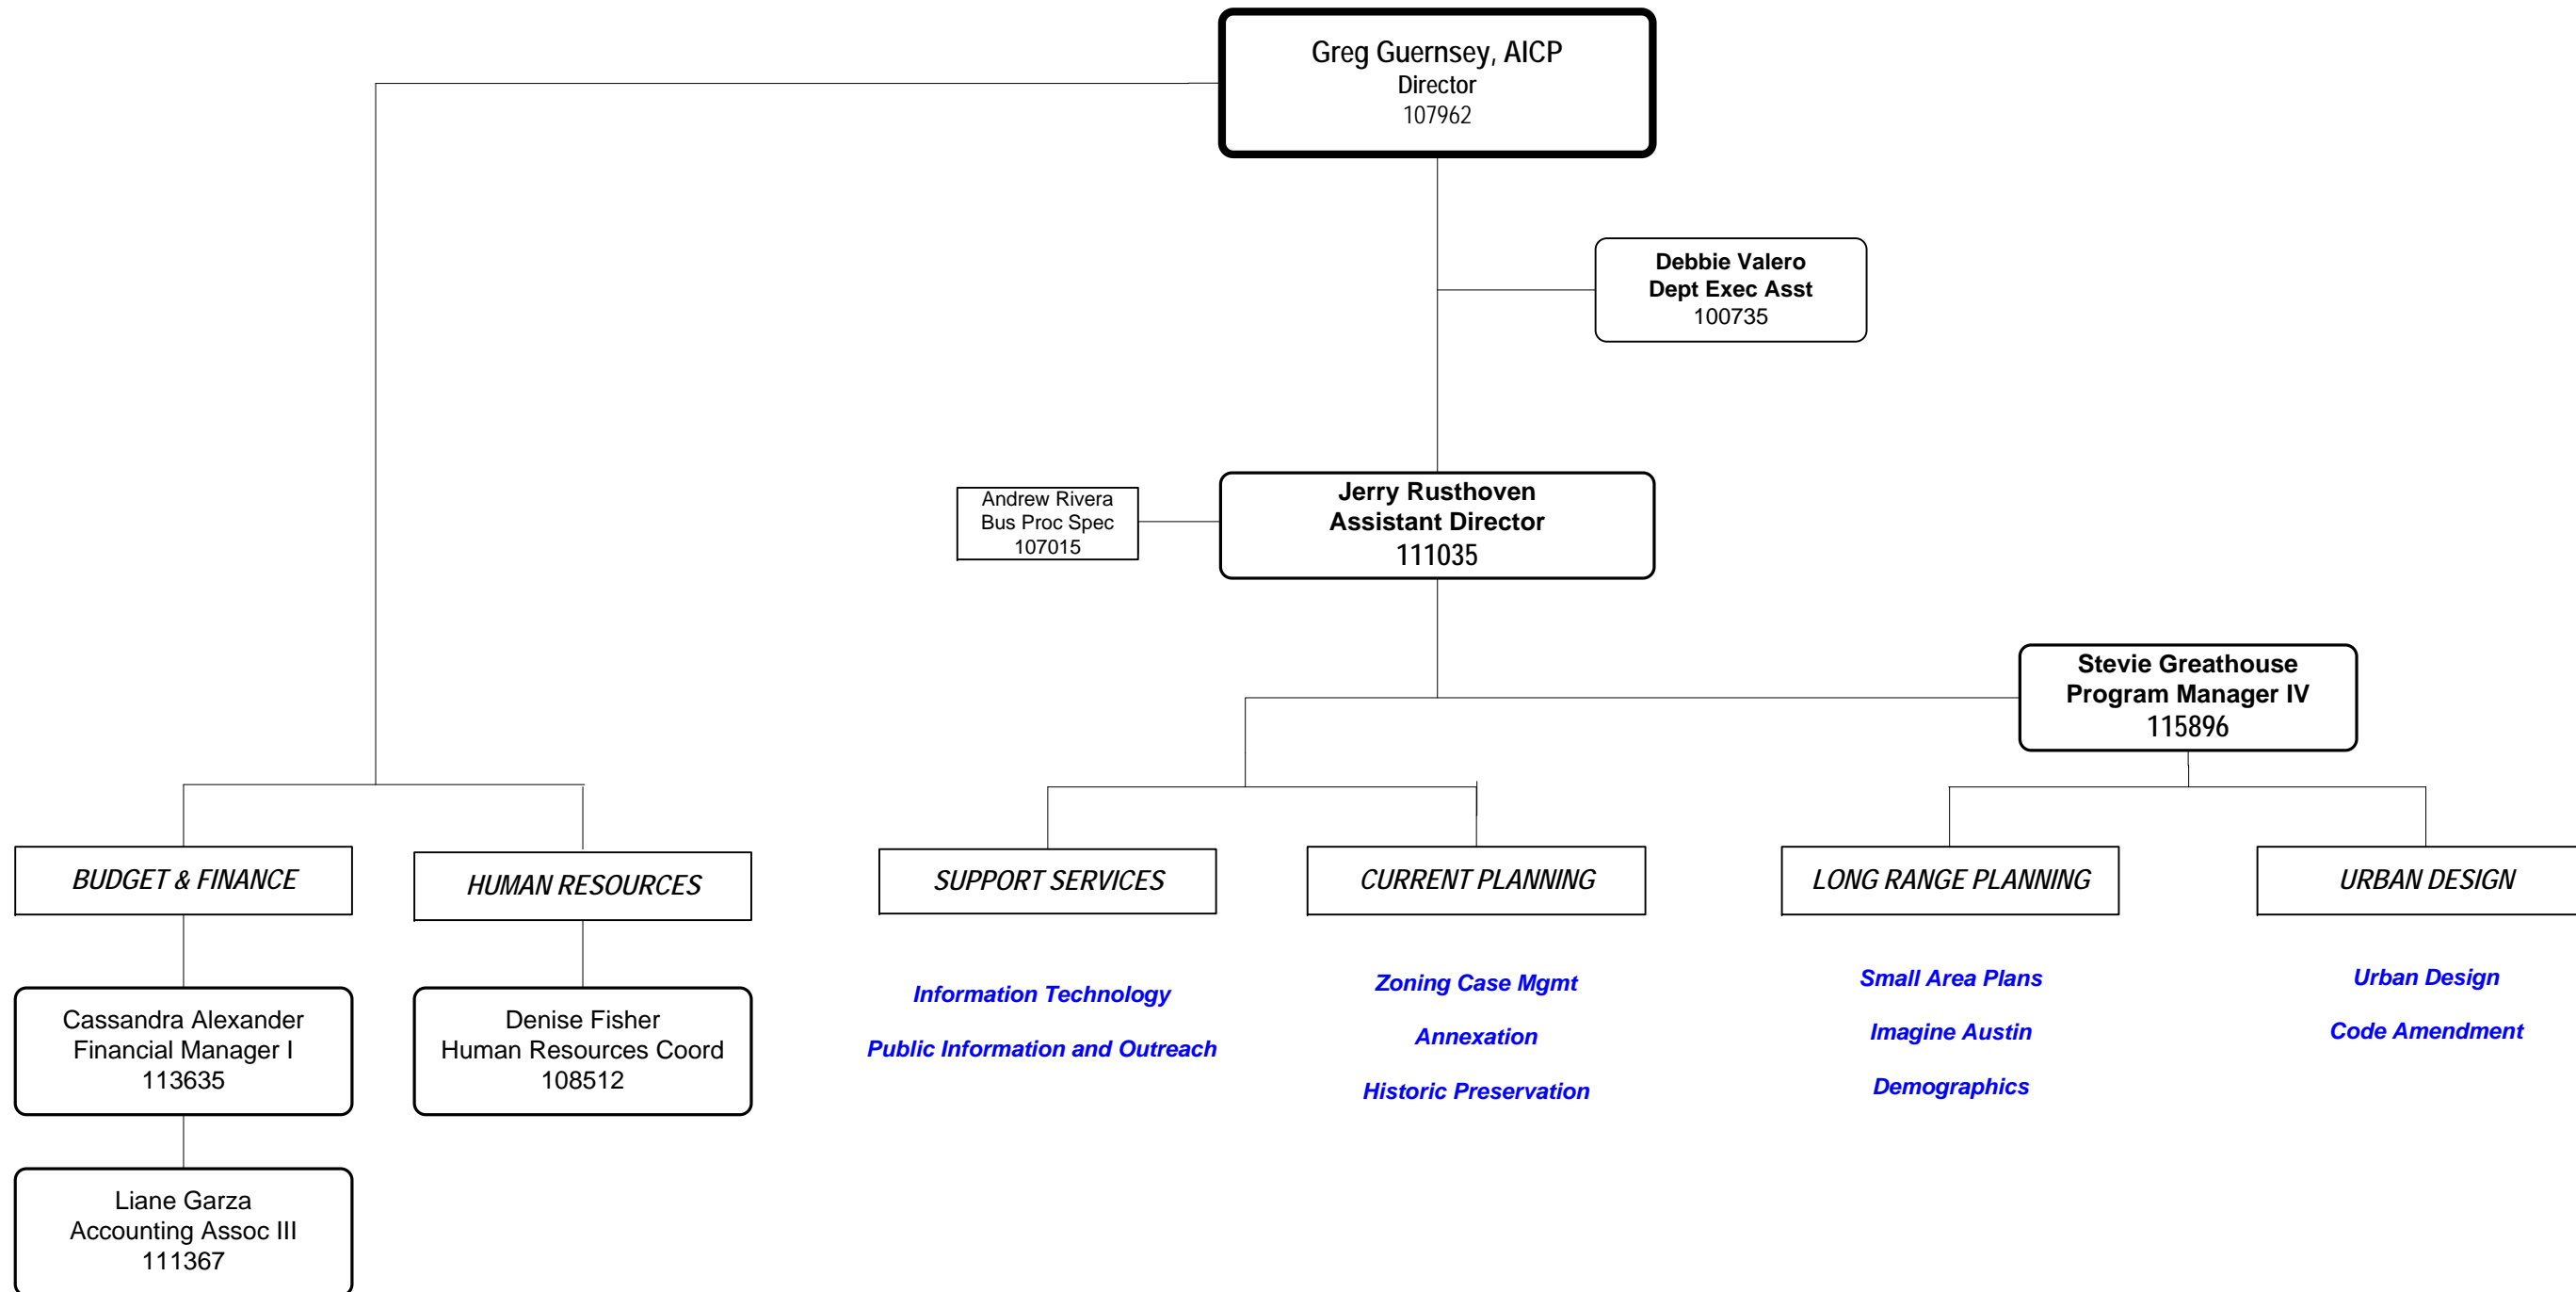 Greg Guernsey, AICP
Director
107962
Debbie Valero
Dept Exec Asst
100735
Andrew Rivera
Bus Proc Spec
107015
Jerry Rusthoven
Assistant Director
111035
Stevie Greathouse
Program Manager IV
115896
BUDGET & FINANCE
Cassandra Alexander
Financial Manager I
113635
Liane Garza
Accounting Assoc III
111367
HUMAN RESOURCES
Denise Fisher
Human Resources Coord
108512
SUPPORT SERVICES
Information Technology
Public Information and Outreach
CURRENT PLANNING
Zoning Case Mgmt
Annexation
Historic Preservation
LONG RANGE PLANNING
Small Area Plans
Imagine Austin
Demographics
URBAN DESIGN
Urban Design
Code Amendment